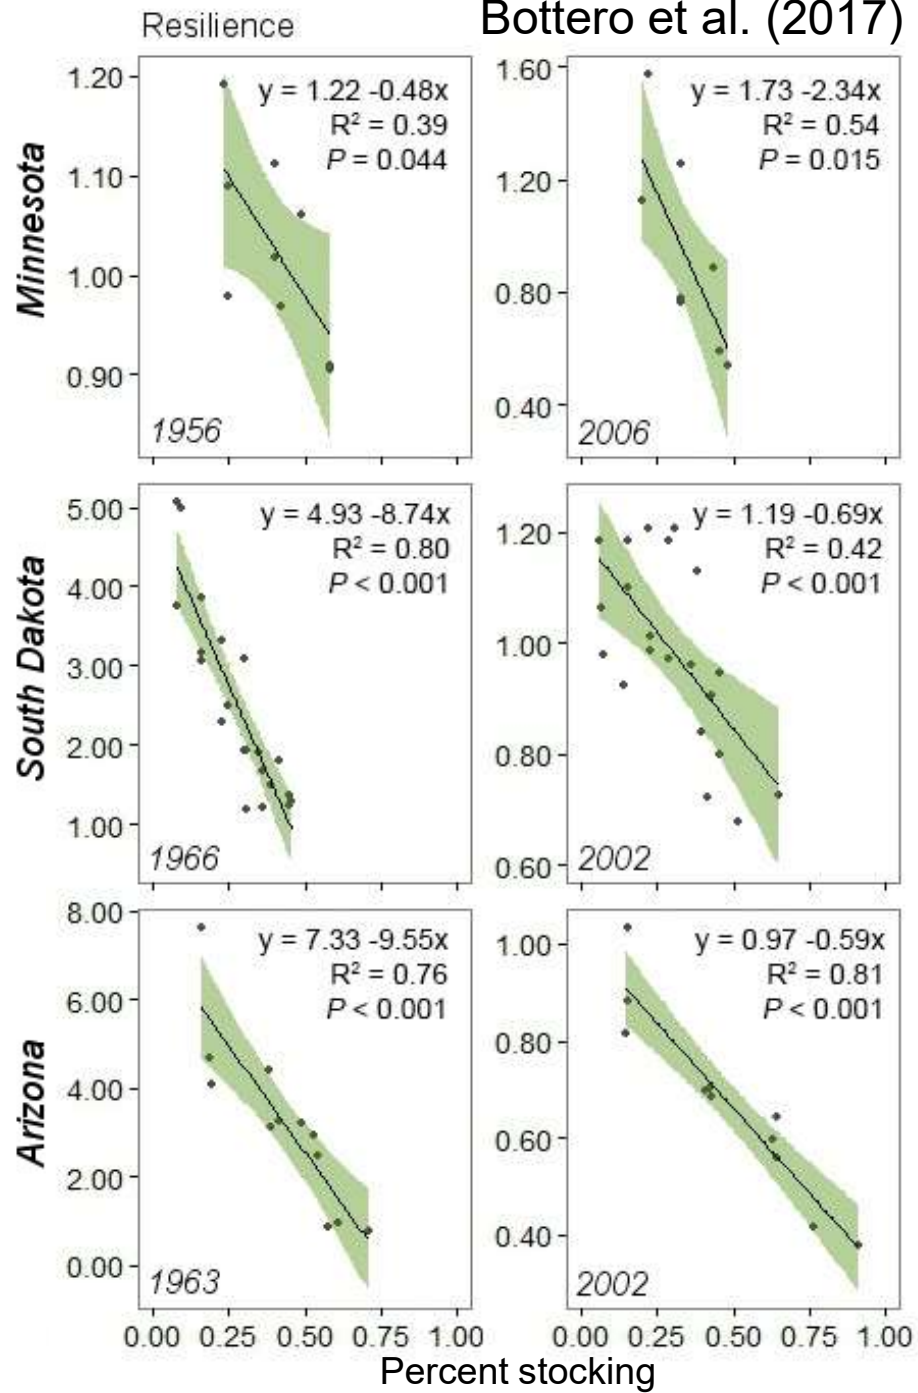 Resilience
Bottero et al. (2017)
Minnesota
1.20
1.10
1.00
0.90
y = 1.22 -0.48x
R² = 0.39
P = 0.044
1956
1.60
1.20
0.80
0.40
y = 1.73 -2.34x
R² = 0.54
P = 0.015
2006
South Dakota
5.00
4.00
3.00
2.00
1.00
y = 4.93 -8.74x
R² = 0.80
P < 0.001
1966
1.20
1.00
0.80
0.60
y = 1.19 -0.69x
R² = 0.42
P < 0.001
2002
Arizona
8.00
6.00
4.00
2.00
0.00
y = 7.33 -9.55x
R² = 0.76
P < 0.001
1963
1.00
0.80
0.60
0.40
y = 0.97 -0.59x
R² = 0.81
P < 0.001
2002
0.00 0.25 0.50 0.75 1.00
0.00 0.25 0.50 0.75 1.00
Percent stocking